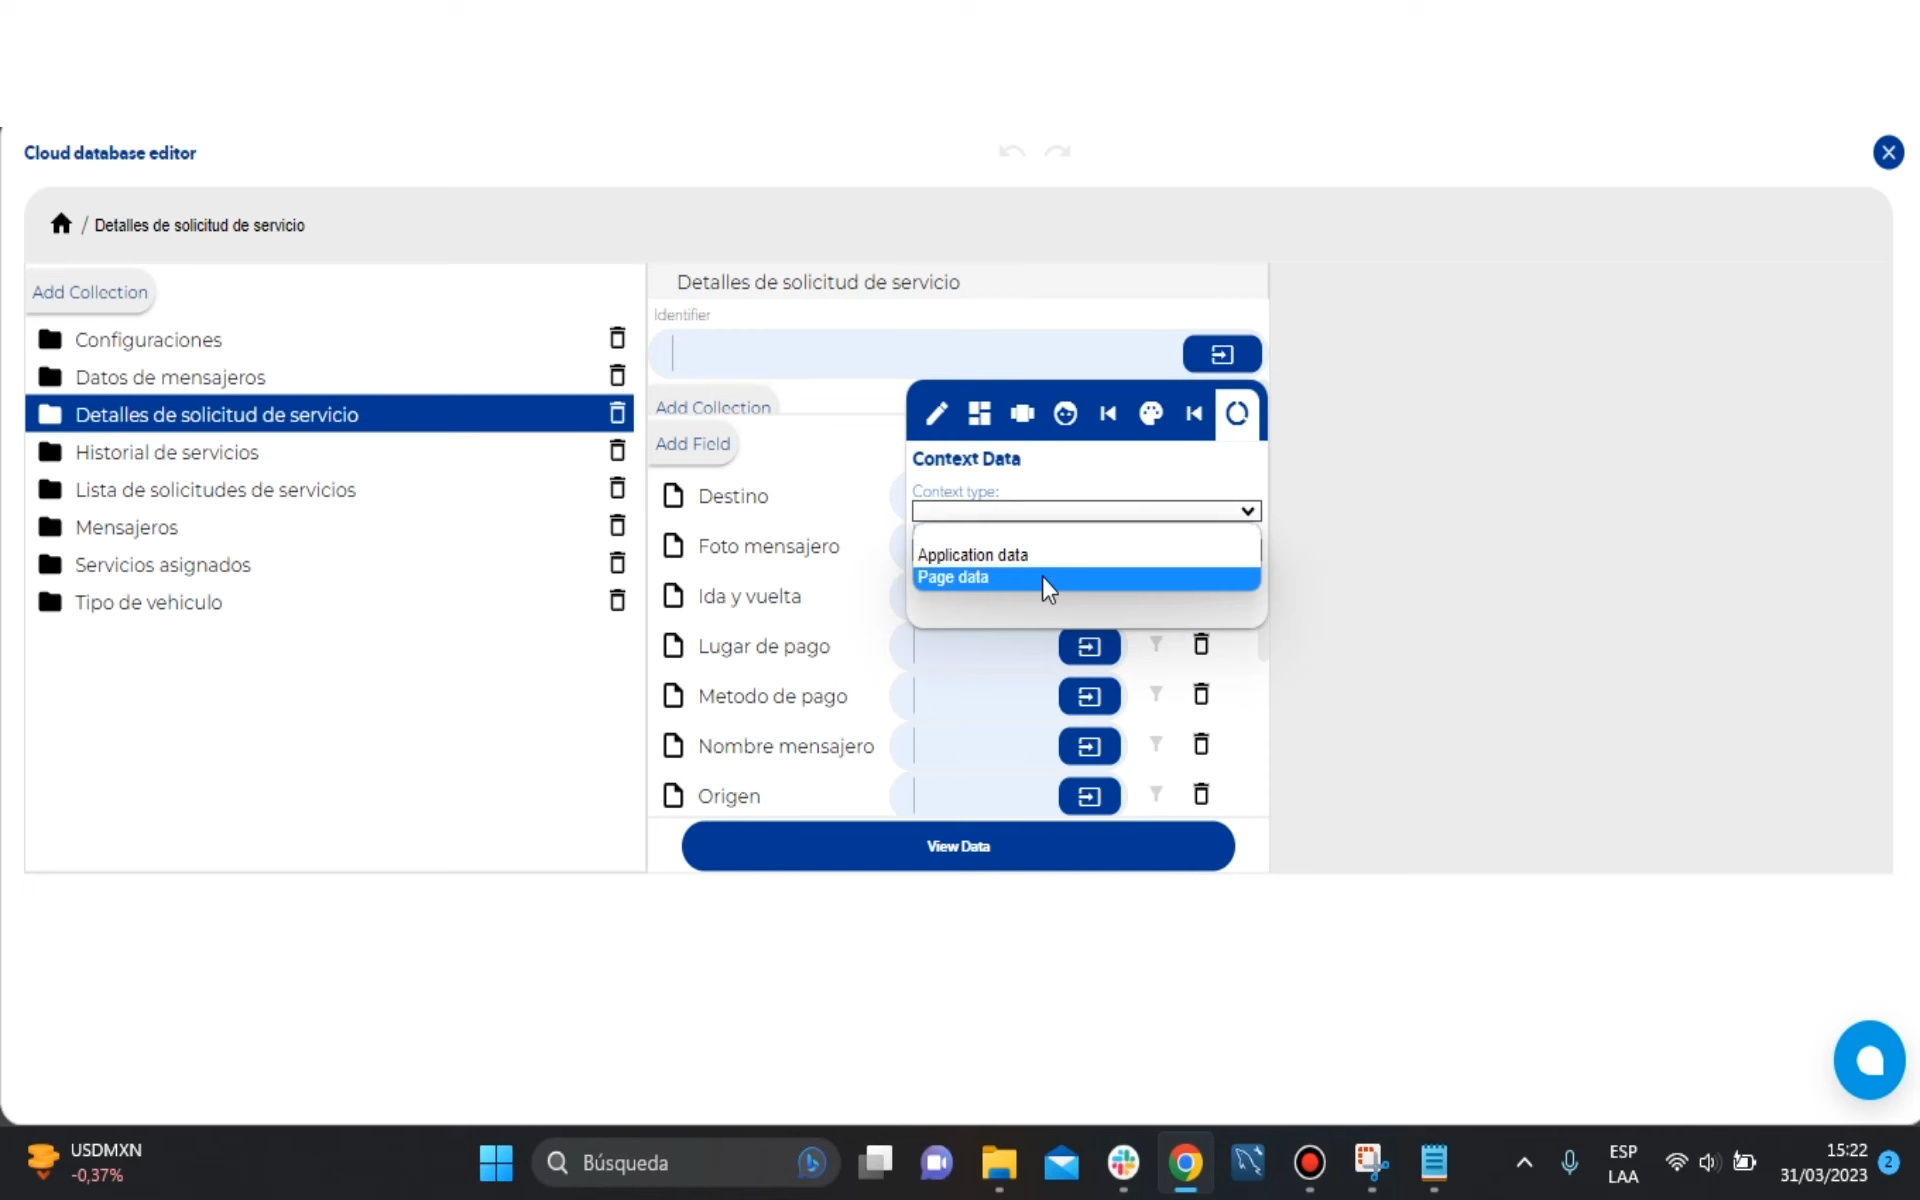 Cloud database editor
/ Detalles de solicitud de servicio
Add Collection
Configuraciones
Datos de mensajeros
Detalles de solicitud de servicio
Historial de servicios
Lista de solicitudes de servicios
Mensajeros
Servicios asignados
Tipo de vehiculo
Detalles de solicitud de servicio
Identifier
Add Collection
Add Field
Destino
Foto mensajero
Ida y vuelta
Lugar de pago
Metodo de pago
Nombre mensajero
Origen
View Data
Context Data
Context type:
Application data
Page data
USDMXN
-0,37%
Búsqueda
ESP
LAA
15:22
31/03/2023
2